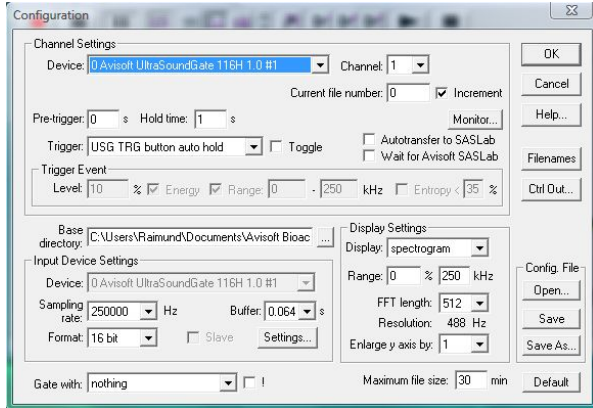 Configuration
Channel Settings
Device: 0 Avisoft UltraSoundGate 116H 1.0 #1 Channel: 1 OK
Current file number: 0 Increment Cancel
Pre-trigger: 0 s Hold time: 1 s Monitor... Help...
Trigger: USG TRG button auto hold Toggle Autotransfer to SASLab
Wait for Avisoft SASLab Filenames
Trigger Event
Level: 10 % Energy Range: 0 - 250 kHz Entropy < 35 % Ctrl Out...
Base directory: C:\Users\Raimund\Documents\Avisoft Bioac ...
Display Settings
Display: spectrogram
Input Device Settings
Device: 0 Avisoft UltraSoundGate 116H 1.0 #1
Range: 0 % 250 kHz
Config. File
Open...
Sampling rate: 250000 Hz Buffer: 0.064 s
FFT length: 512
Resolution: 488 Hz
Save
Format: 16 bit Slave Settings...
Enlarge y axis by: 1
Save As...
Gate with: nothing ! Maximum file size: 30 min Default